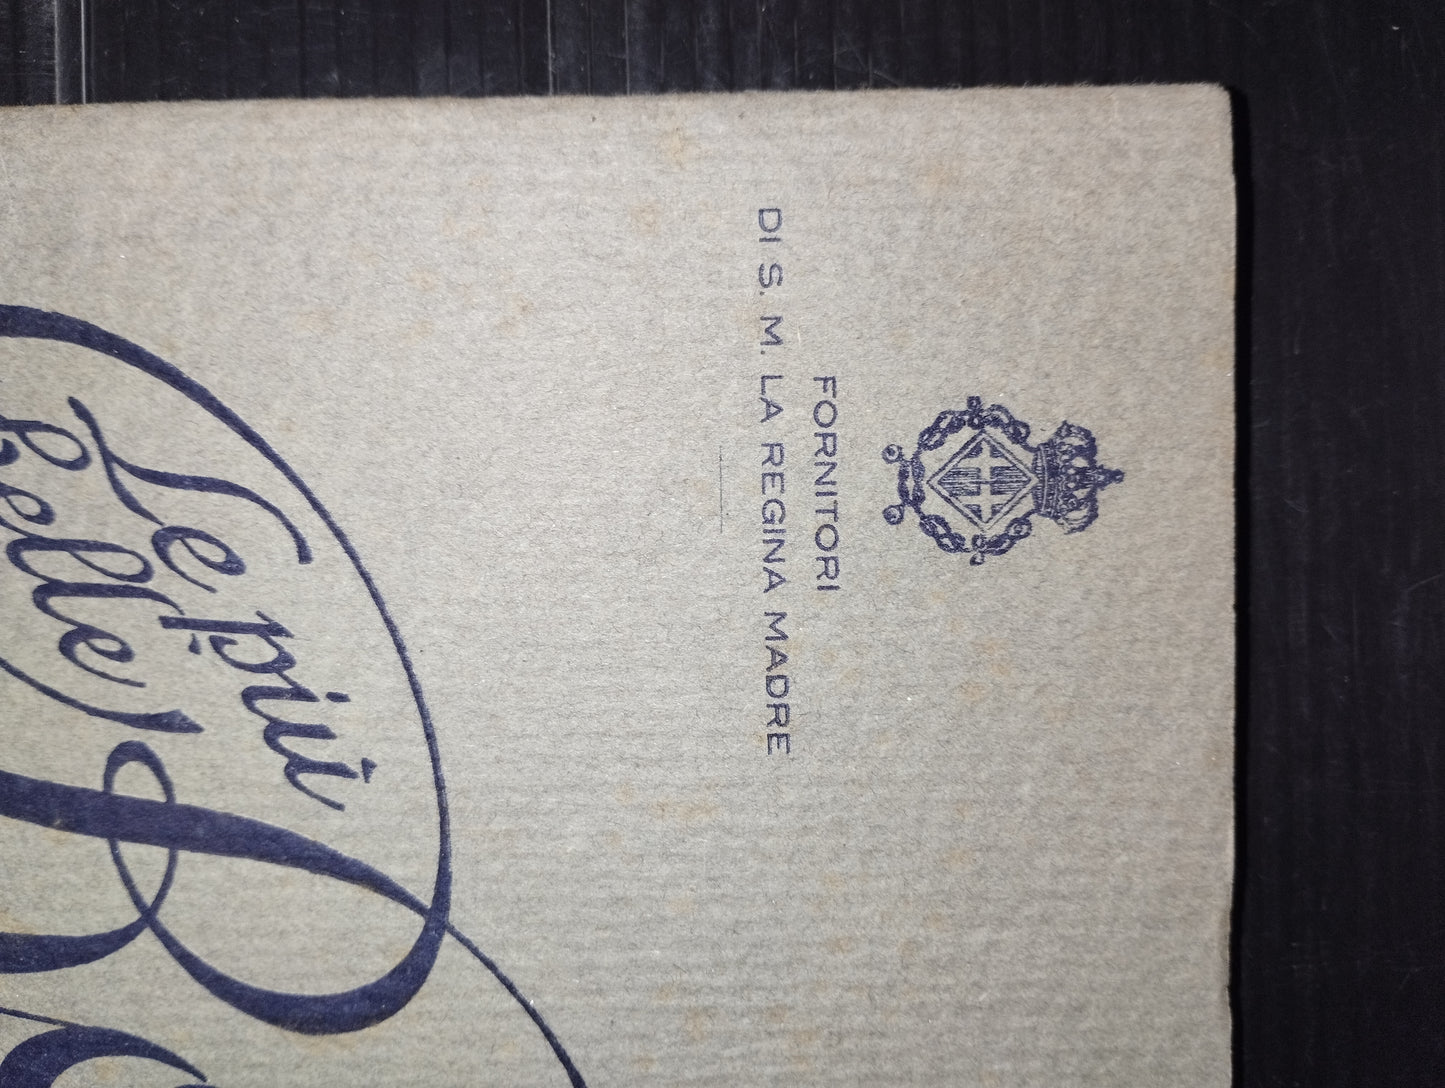 FORNITORI
DI S. M. LA REGINA MADRE
Le più
Belle